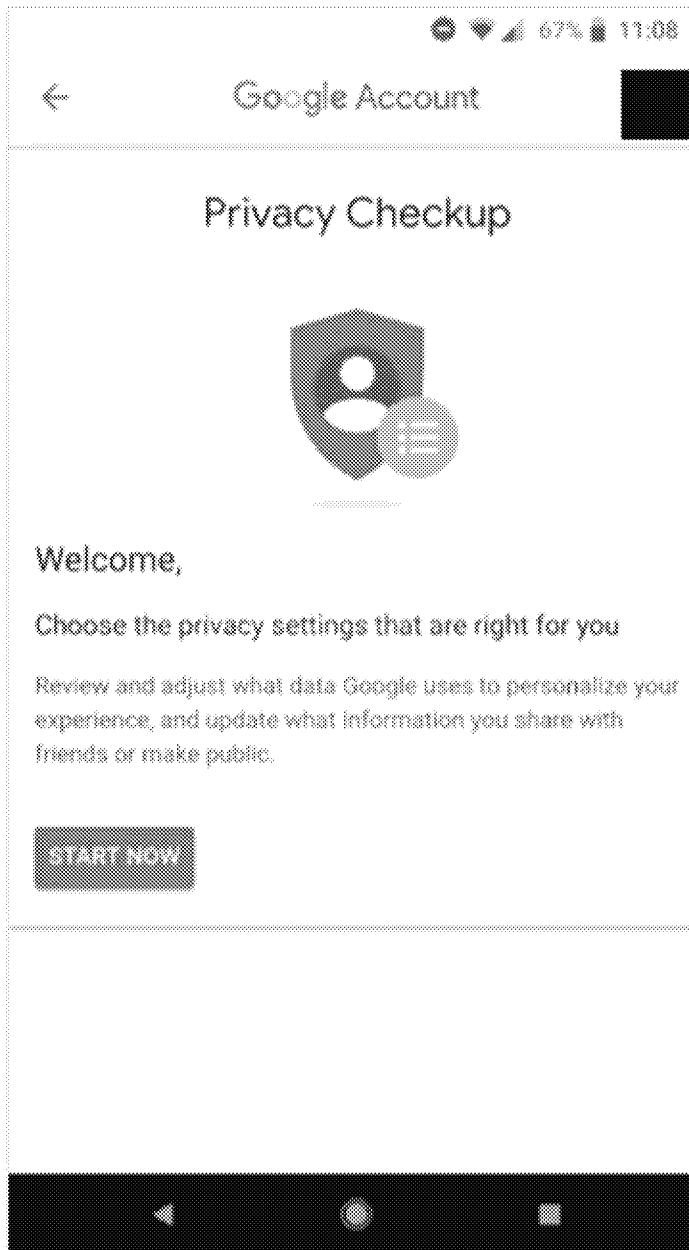 67% 11:08
Google Account
Privacy Checkup
Welcome,
Choose the privacy settings that are right for you
Review and adjust what data Google uses to personalize your
experience, and update what information you share with
friends or make public.
START NOW